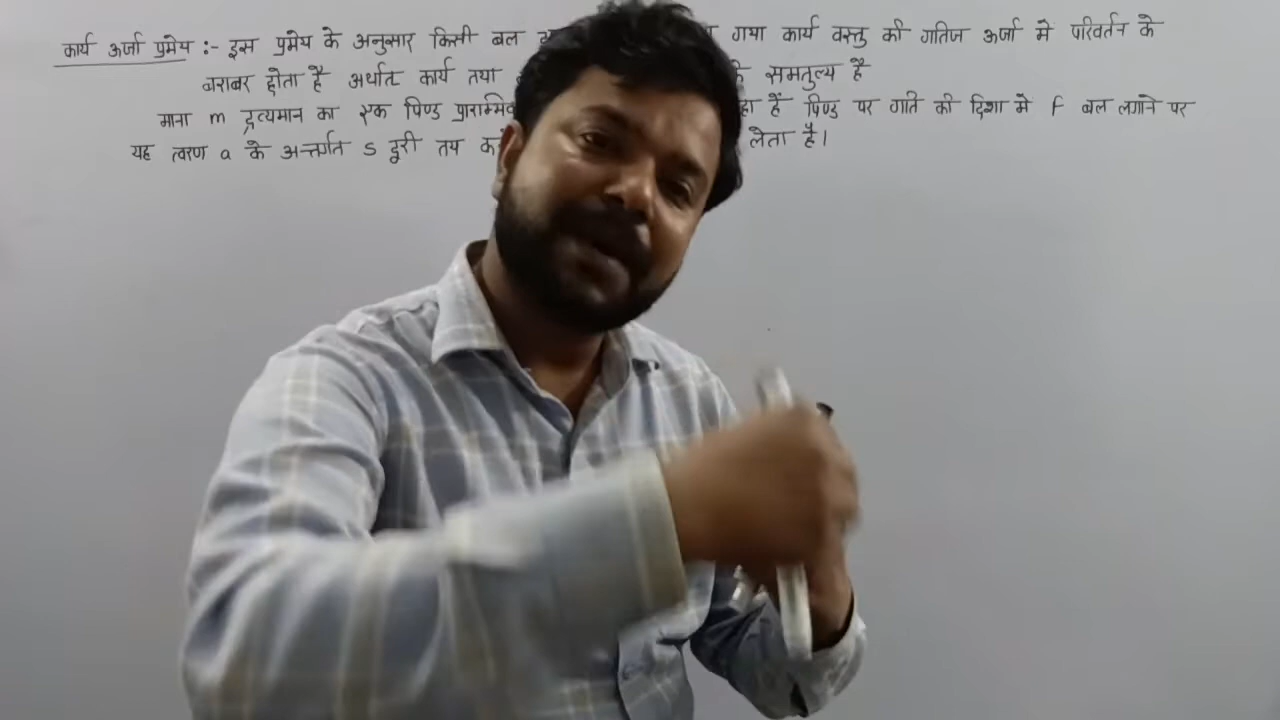 कार्य ऊर्जा प्रमेय :- इस प्रमेय के अनुसार किसी बल गया कार्य वस्तु की गतिज ऊर्जा मे परिवर्तन के
बराबर होता है अर्थात कार्य तथा समतुल्य है
माना m द्रव्यमान का एक पिण्ड प्रारम्भिक रहा हैं पिण्ड पर गति की दिशा मे F बल लगाने पर
यह त्वरण a के अन्तर्गत s दूरी तय लेता है।